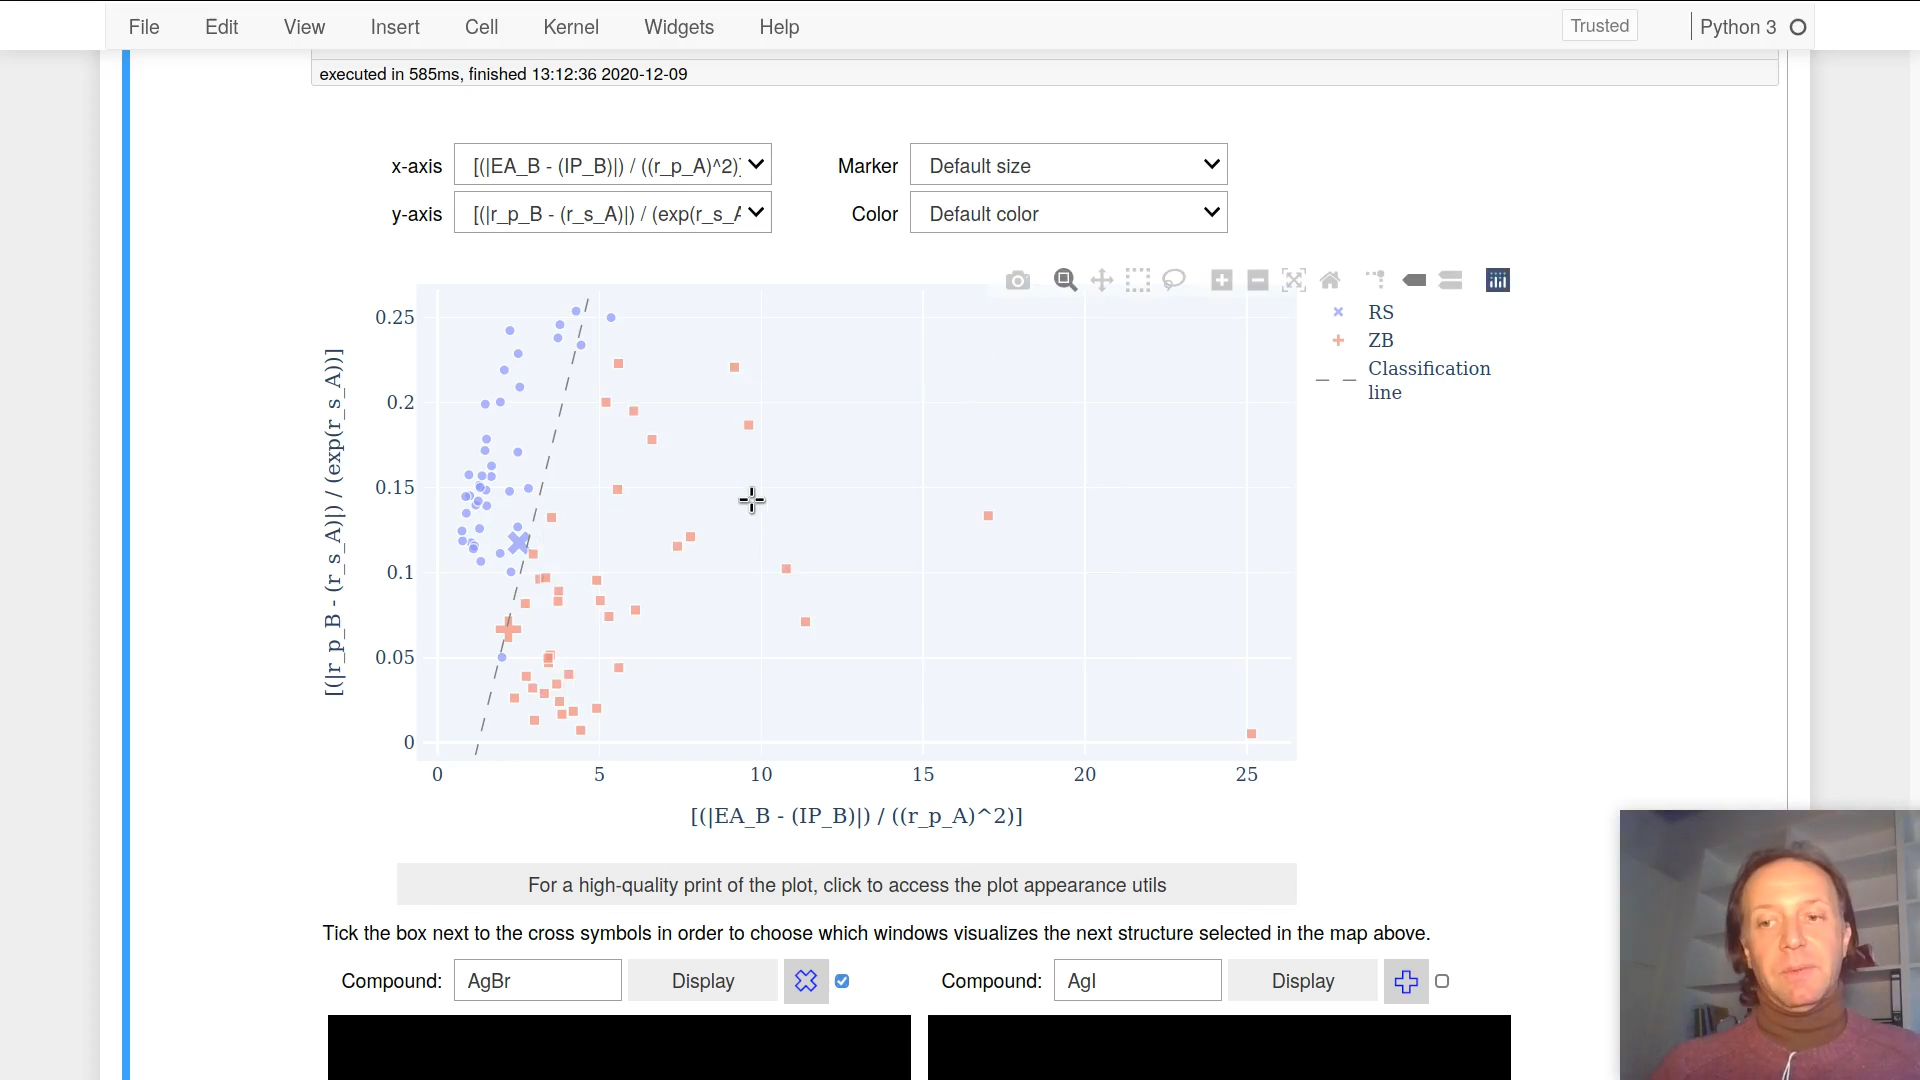 File Edit View Insert Cell Kernel Widgets Help Trusted Python 3
executed in 585ms, finished 13:12:36 2020-12-09
x-axis [(|EA_B - (IP_B)|) / ((r_p_A)^2)] Marker Default size
y-axis [(|r_p_B - (r_s_A)|) / (exp(r_s_A Color Default color
RS
ZB
Classification
line
[(|r_p_B - (r_s_A)|) / (exp(r_s_A))]
0.25
0.2
0.15
0.1
0.05
0
0 5 10 15 20 25
[(|EA_B - (IP_B)|) / ((r_p_A)^2)]
For a high-quality print of the plot, click to access the plot appearance utils
Tick the box next to the cross symbols in order to choose which windows visualizes the next structure selected in the map above.
Compound: AgBr Display Compound: AgI Display